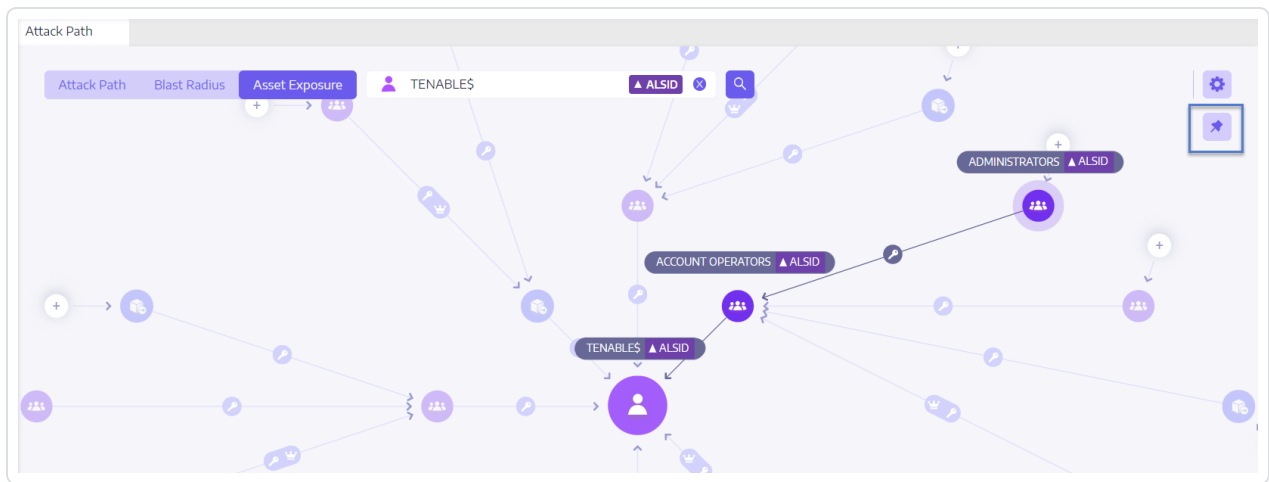 Attack Path
Attack Path Blast Radius Asset Exposure TENABLE$ ALSID
ADMINISTRATORS ALSID
ACCOUNT OPERATORS ALSID
TENABLE$ ALSID